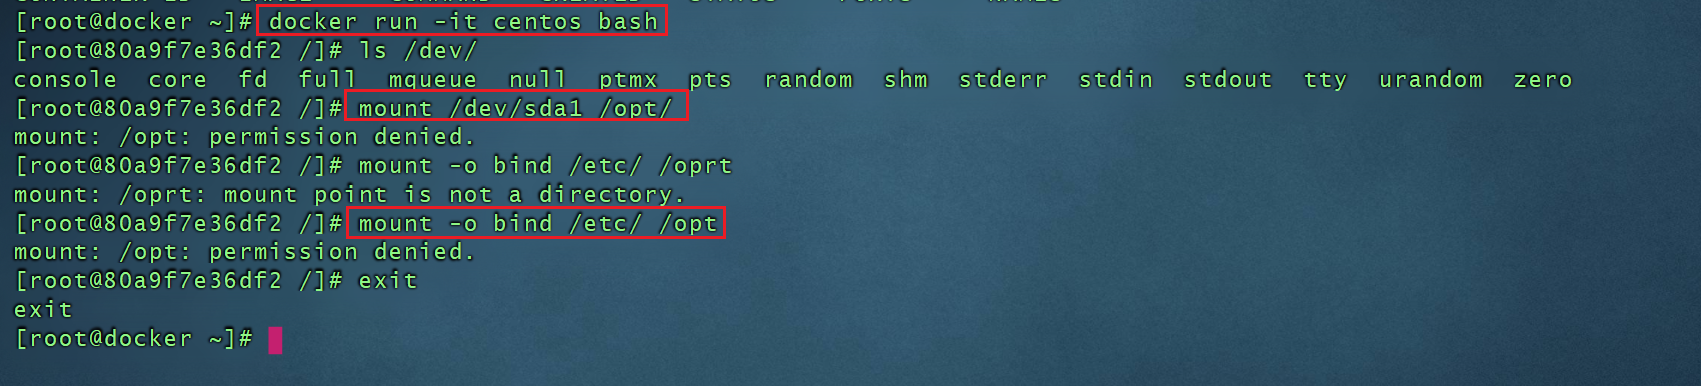 [root@docker ~]# docker run -it centos bash
[root@80a9f7e36df2 /]# ls /dev/
console core fd full mqueue null ptmx pts random shm stderr stdin stdout tty urandom zero
[root@80a9f7e36df2 /]# mount /dev/sda1 /opt/
mount: /opt: permission denied.
[root@80a9f7e36df2 /]# mount -o bind /etc/ /oprt
mount: /oprt: mount point is not a directory.
[root@80a9f7e36df2 /]# mount -o bind /etc/ /opt
mount: /opt: permission denied.
[root@80a9f7e36df2 /]# exit
exit
[root@docker ~]#